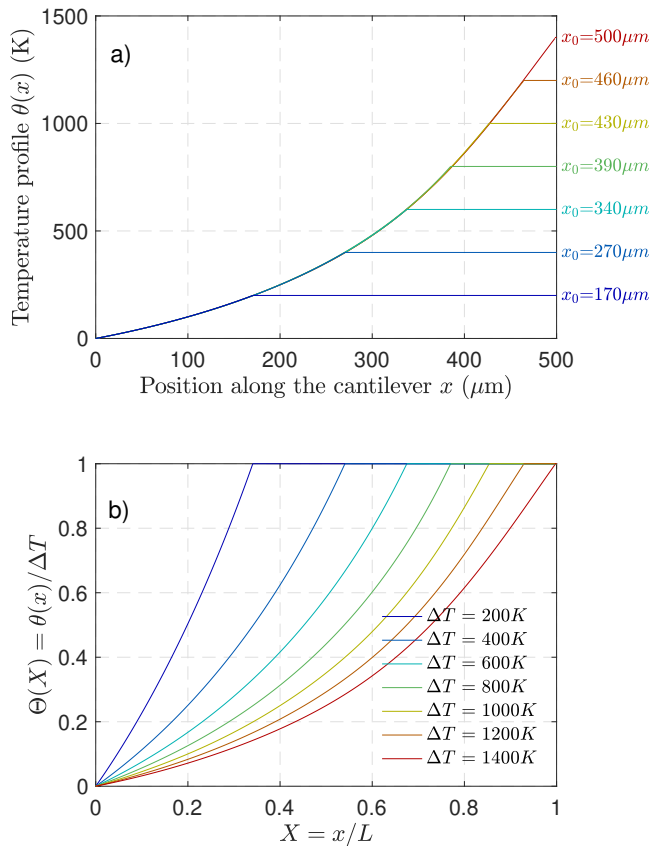 a)
Temperature profile θ(x) (K)
1500
1000
500
0
x₀=500μm
x₀=460μm
x₀=430μm
x₀=390μm
x₀=340μm
x₀=270μm
x₀=170μm
0 100 200 300 400 500
Position along the cantilever x (μm)
b)
Θ(X) = θ(x)/ΔT
1
0.8
0.6
0.4
0.2
0
ΔT = 200K
ΔT = 400K
ΔT = 600K
ΔT = 800K
ΔT = 1000K
ΔT = 1200K
ΔT = 1400K
0 0.2 0.4 0.6 0.8 1
X = x/L